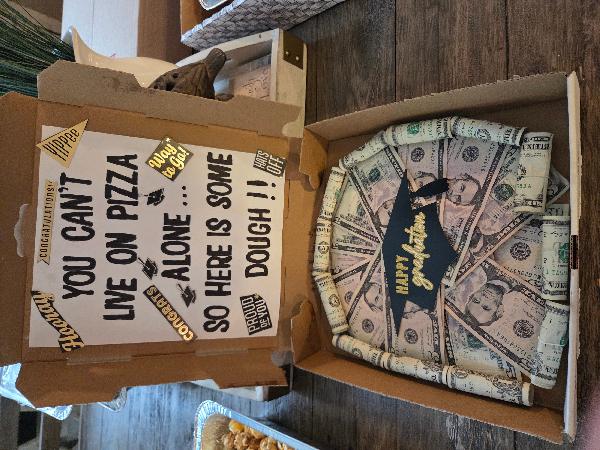 Yippee
CONGRATULATIONS!
Way to Go!
HATS OFF
YOU CAN'T
LIVE ON PIZZA
ALONE ...
SO HERE IS SOME
DOUGH !!
Hooray
CONGRATS
PROUD OF YOU
HAPPY
graduation